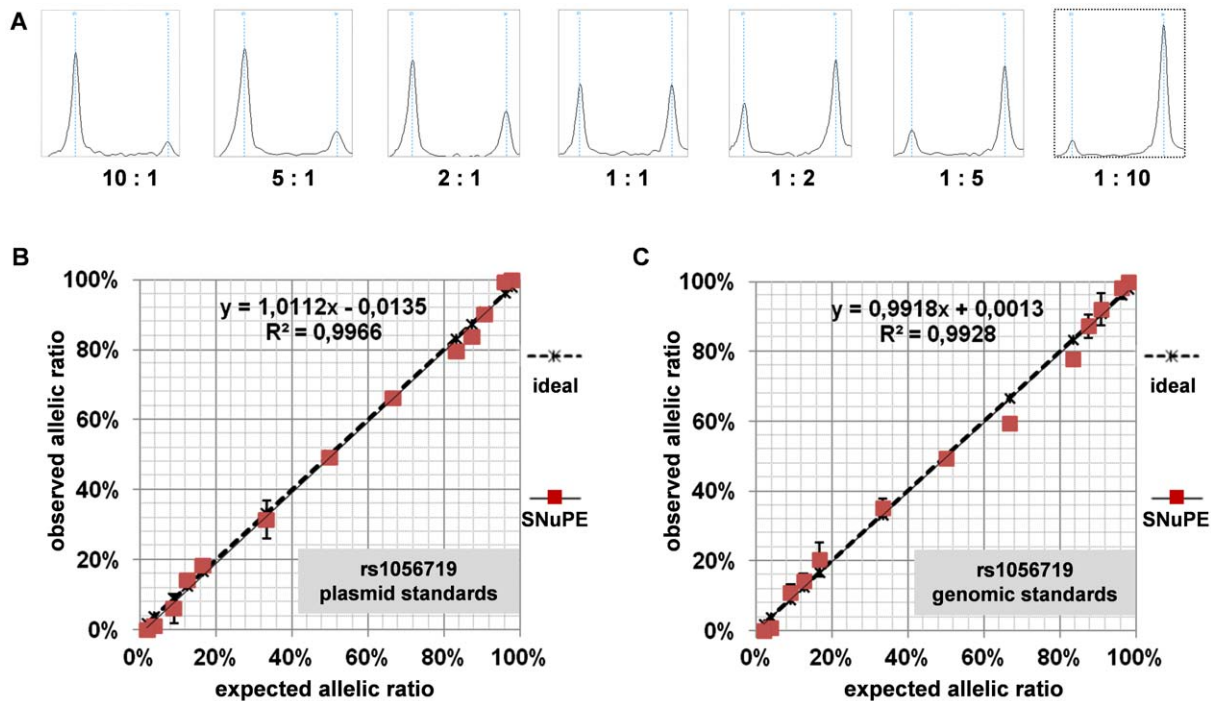 A
10 : 1
5 : 1
2 : 1
1 : 1
1 : 2
1 : 5
1 : 10
B
100%
80%
60%
40%
20%
0%
observed allelic ratio
y = 1,0112x - 0,0135
R² = 0,9966
ideal
SNuPE
rs1056719
plasmid standards
0%
20%
40%
60%
80%
100%
expected allelic ratio
C
100%
80%
60%
40%
20%
0%
observed allelic ratio
y = 0,9918x + 0,0013
R² = 0,9928
ideal
SNuPE
rs1056719
genomic standards
0%
20%
40%
60%
80%
100%
expected allelic ratio